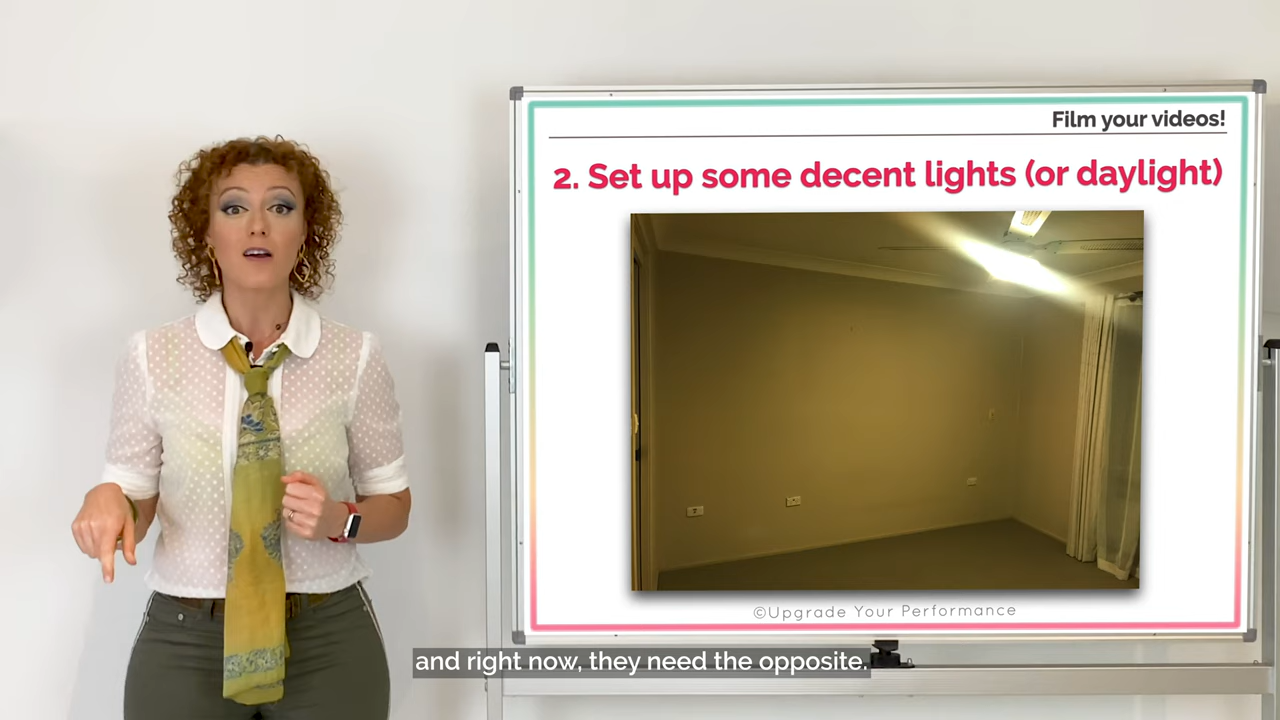 Film your videos!
2. Set up some decent lights (or daylight)
©Upgrade Your Performance
and right now, they need the opposite.